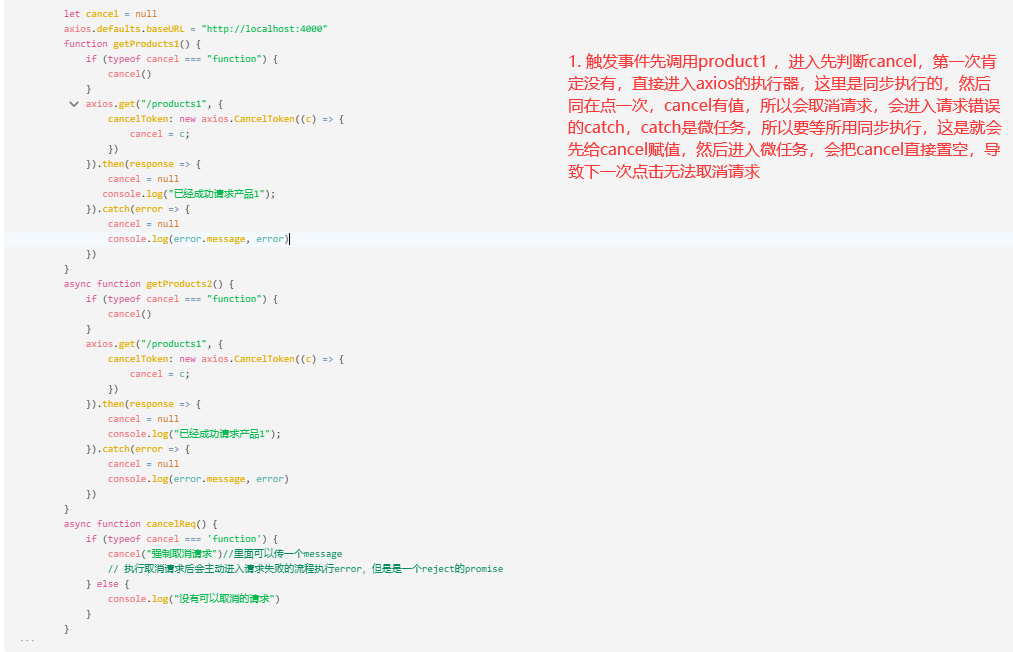 let cancel = null
axios.defaults.baseURL = "http://localhost:4000"
function getProducts1() {
if (typeof cancel === "function") {
cancel()
}
axios.get("/products1", {
cancelToken: new axios.CancelToken((c) => {
cancel = c;
})
}).then(response => {
cancel = null
console.log("已经成功请求产品1");
}).catch(error => {
cancel = null
console.log(error.message, error)
})
}
async function getProducts2() {
if (typeof cancel === "function") {
cancel()
}
axios.get("/products1", {
cancelToken: new axios.CancelToken((c) => {
cancel = c;
})
}).then(response => {
cancel = null
console.log("已经成功请求产品1");
}).catch(error => {
cancel = null
console.log(error.message, error)
})
}
async function cancelReq() {
if (typeof cancel === 'function') {
cancel("强制取消请求")//里面可以传一个message
// 执行取消请求后会主动进入请求失败的流程执行error, 但是是一个reject的promise
} else {
console.log("没有可以取消的请求")
}
}
...
1. 触发事件先调用product1 ，进入先判断cancel，第一次肯
定没有，直接进入axios的执行器，这里是同步执行的，然后
同在点一次，cancel有值，所以会取消请求，会进入请求错误
的catch，catch是微任务，所以要等所用同步执行，这是就会
先给cancel赋值，然后进入微任务，会把cancel直接置空，导
致下一次点击无法取消请求